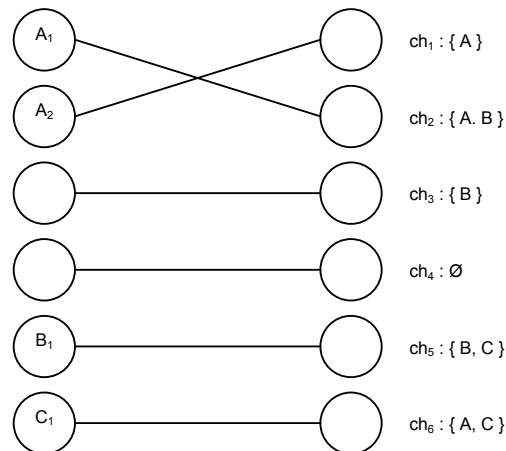 A₁ ch₁ : { A }
A₂ ch₂ : { A. B }
ch₃ : { B }
ch₄ : Ø
B₁ ch₅ : { B, C }
C₁ ch₆ : { A, C }